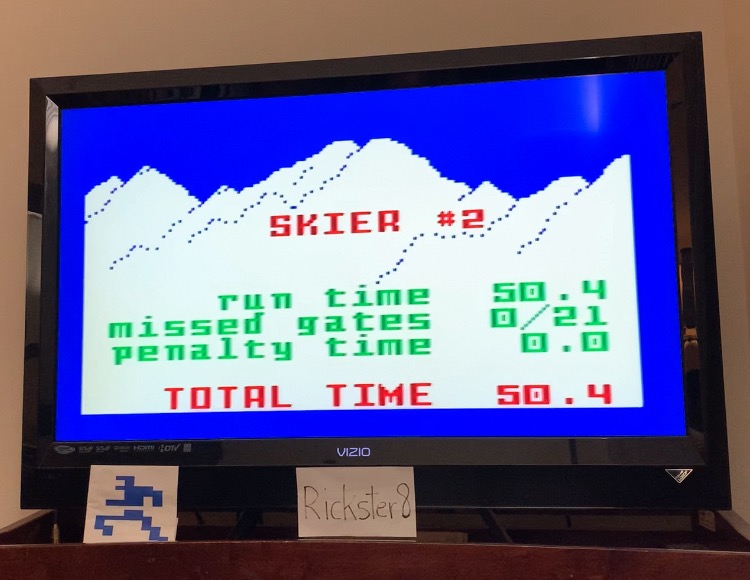 SKIER #2
run time 50.4
missed gates 0/21
penalty time 0.0
TOTAL TIME 50.4
HDMI
VIZIO
Rickster8